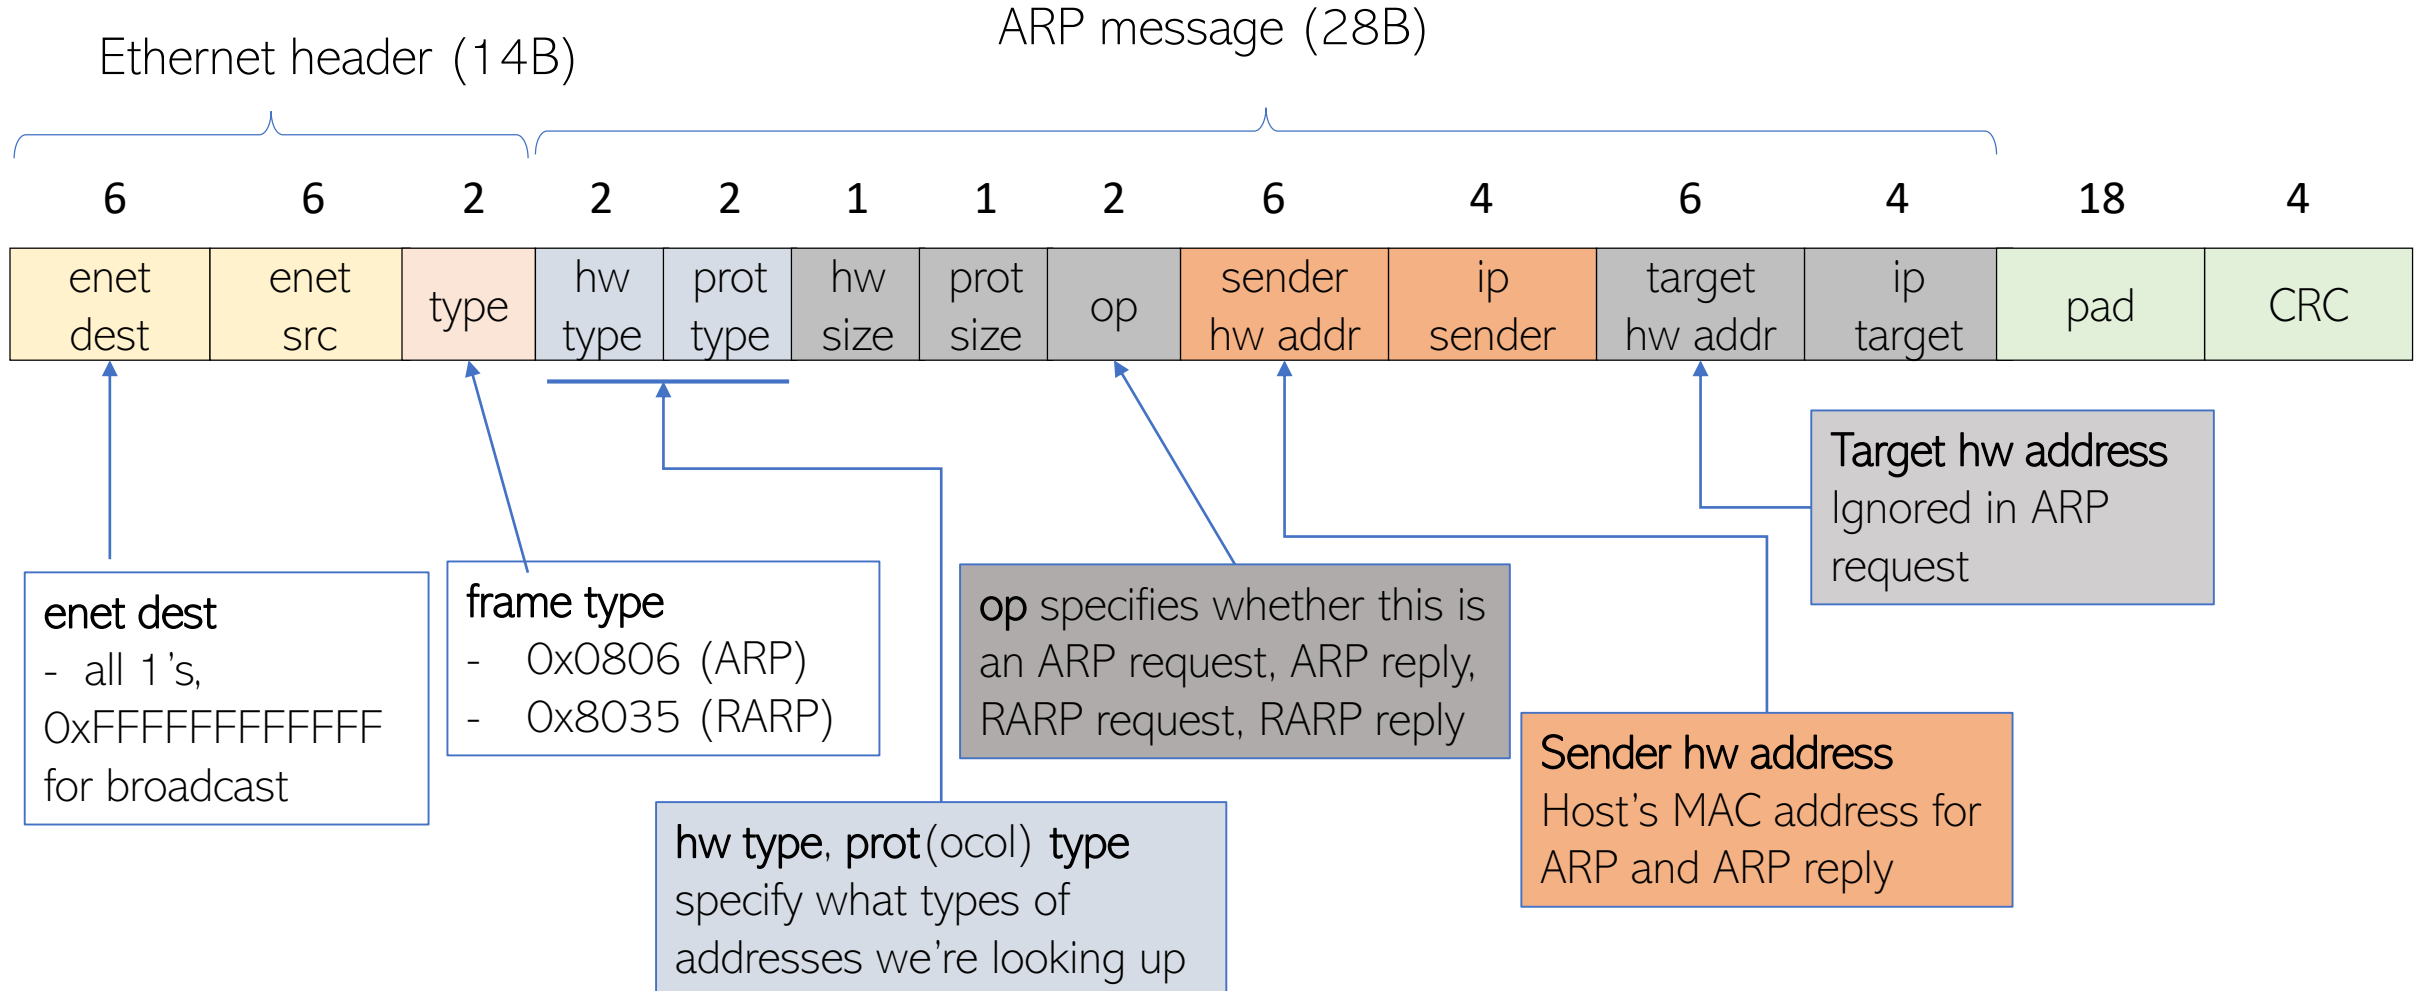 ARP message (28B)
Ethernet header (14B)
6 6 2 2 2 1 1 2 6 4 6 4 18 4
enet dest
enet src
type
hw type
prot type
hw size
prot size
op
sender hw addr
ip sender
target hw addr
ip target
pad
CRC
Target hw address
Ignored in ARP
request
enet dest
- all 1's,
0xFFFFFFFFFFFF
for broadcast
frame type
- 0x0806 (ARP)
- 0x8035 (RARP)
op specifies whether this is
an ARP request, ARP reply,
RARP request, RARP reply
Sender hw address
Host's MAC address for
ARP and ARP reply
hw type, prot(ocol) type
specify what types of
addresses we're looking up